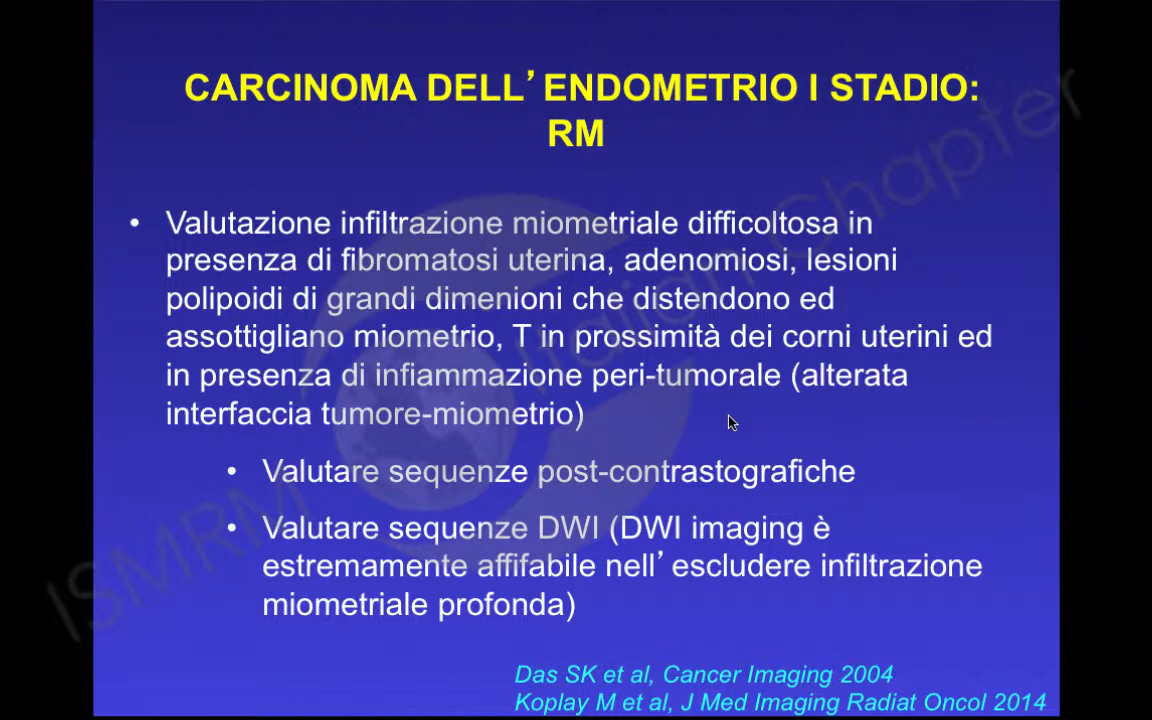 CARCINOMA DELL’ENDOMETRIO I STADIO:
RM
• Valutazione infiltrazione miometriale difficoltosa in
presenza di fibromatosi uterina, adenomiosi, lesioni
polipoidi di grandi dimenioni che distendono ed
assottigliano miometrio, T in prossimità dei corni uterini ed
in presenza di infiammazione peri-tumorale (alterata
interfaccia tumore-miometrio)
• Valutare sequenze post-contrastografiche
• Valutare sequenze DWI (DWI imaging è
estremamente affifabile nell’escludere infiltrazione
miometriale profonda)
Das SK et al, Cancer Imaging 2004
Koplay M et al, J Med Imaging Radiat Oncol 2014
ISMRM Italian Chapter